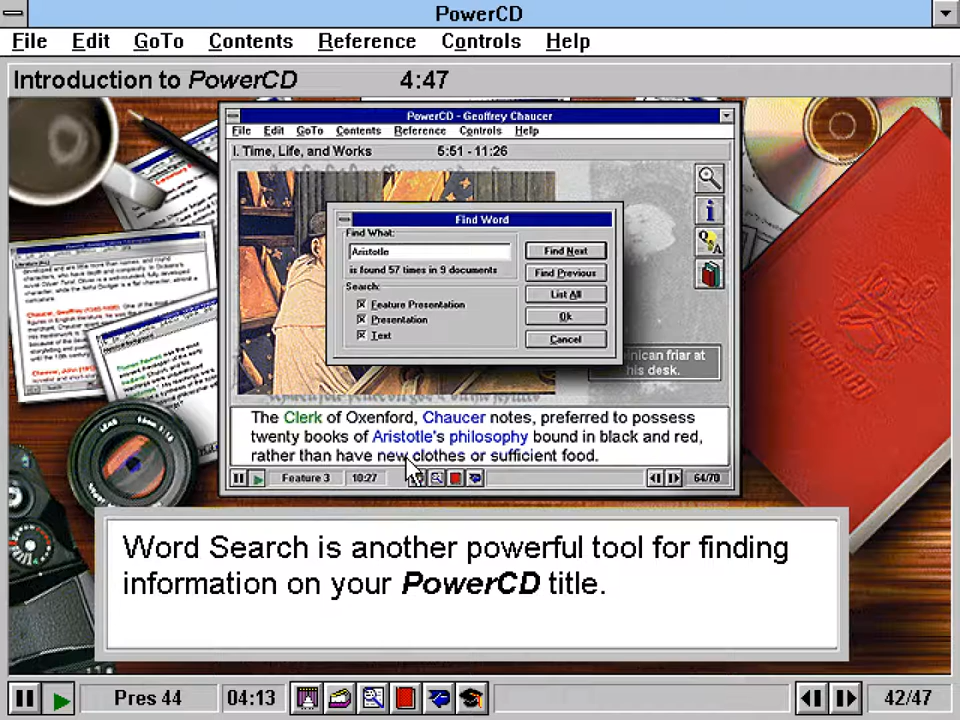 PowerCD
File Edit GoTo Contents Reference Controls Help
Introduction to PowerCD 4:47
PowerCD - Geoffrey Chaucer
File Edit GoTo Contents Reference Controls Help
I. Time, Life, and Works 5:51 - 11:26
Find Word
Find What:
Aristotle
is found 57 times in 9 documents
Search:
Feature Presentation
Presentation
Text
Find Next
Find Previous
List All
Ok
Cancel
inican friar at
his desk.
The Clerk of Oxenford, Chaucer notes, preferred to possess
twenty books of Aristotle's philosophy bound in black and red,
rather than have new clothes or sufficient food.
Feature 3 10:27 64/70
Word Search is another powerful tool for finding
information on your PowerCD title.
Pres 44 04:13 42/47